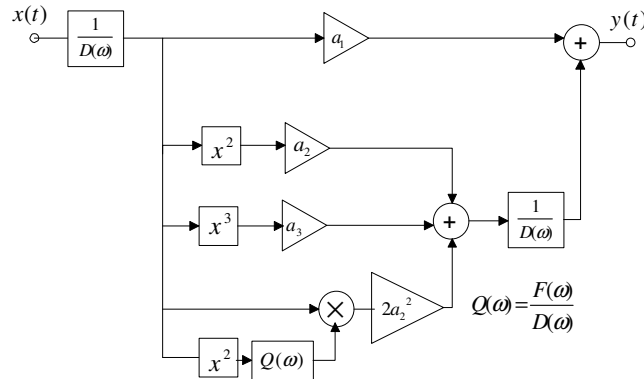 x(t)
y(t)
1/D(ω)
a₁
+
x²
a₂
x³
a₃
+
1/D(ω)
×
2a₂²
Q(ω)=F(ω)/D(ω)
x²
Q(ω)